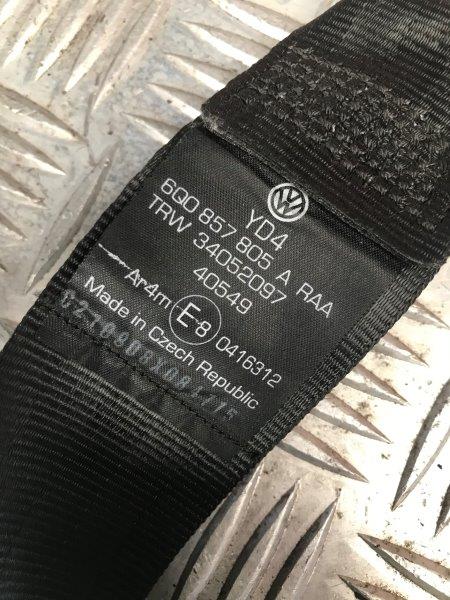 YD4
6Q0 857 805 A RAA
TRW 34052097
40549
Ar4m E8 0416312
Made in Czech Republic